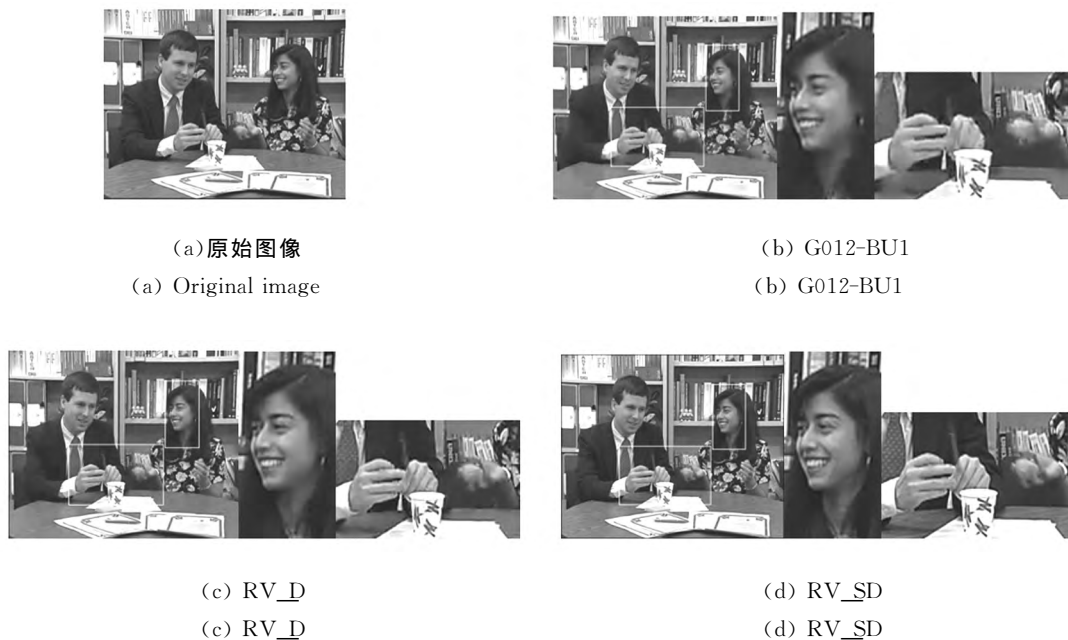 (a)原始图像
(a) Original image
(b) G012-BU1
(b) G012-BU1
(c) RV_D
(c) RV_D
(d) RV_SD
(d) RV_SD